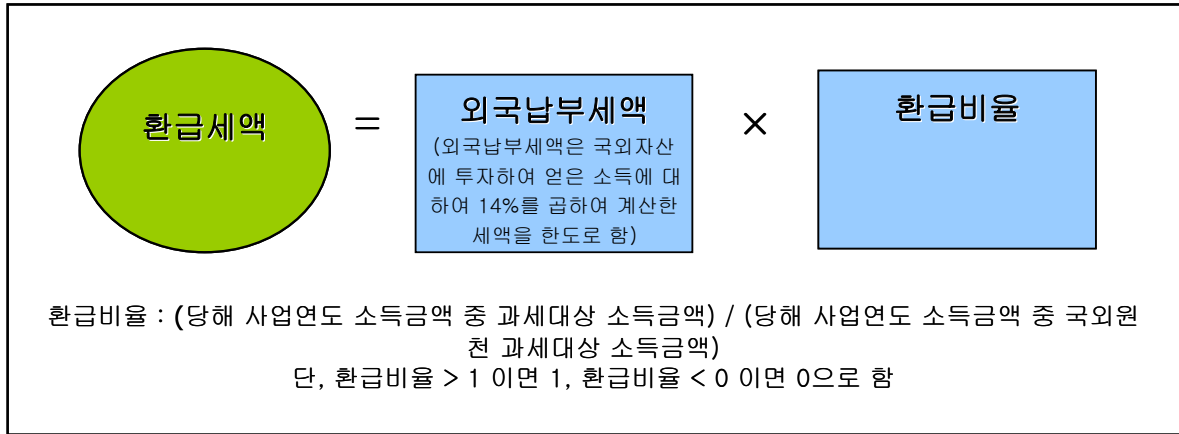 환급세액
=
외국납부세액
(외국납부세액은 국외자산
에 투자하여 얻은 소득에 대
하여 14%를 곱하여 계산한
세액을 한도로 함)
×
환급비율
환급비율 : (당해 사업연도 소득금액 중 과세대상 소득금액) / (당해 사업연도 소득금액 중 국외원
천 과세대상 소득금액)
단, 환급비율 > 1 이면 1, 환급비율 < 0 이면 0으로 함